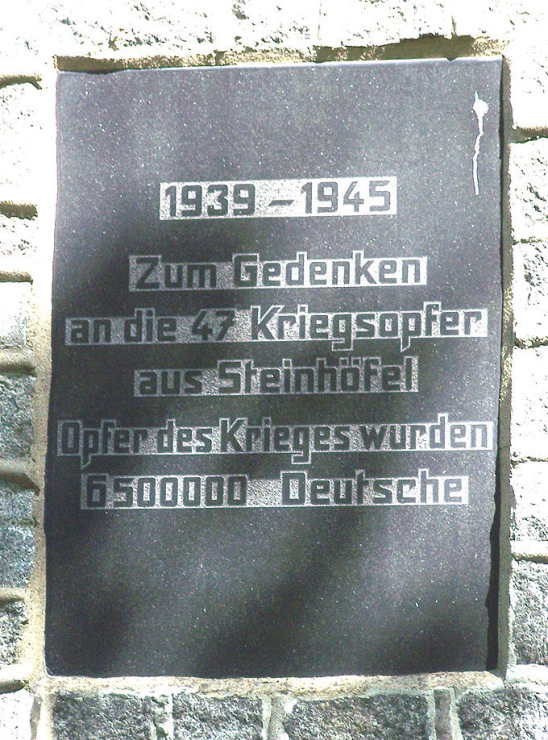 1939–1945
Zum Gedenken
an die 47 Kriegsopfer
aus Steinhöfel
Opfer des Krieges wurden
6500000 Deutsche